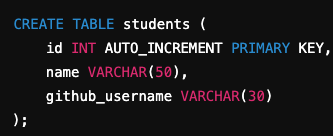 CREATE TABLE students (
    id INT AUTO_INCREMENT PRIMARY KEY,
    name VARCHAR(50),
    github_username VARCHAR(30)
);